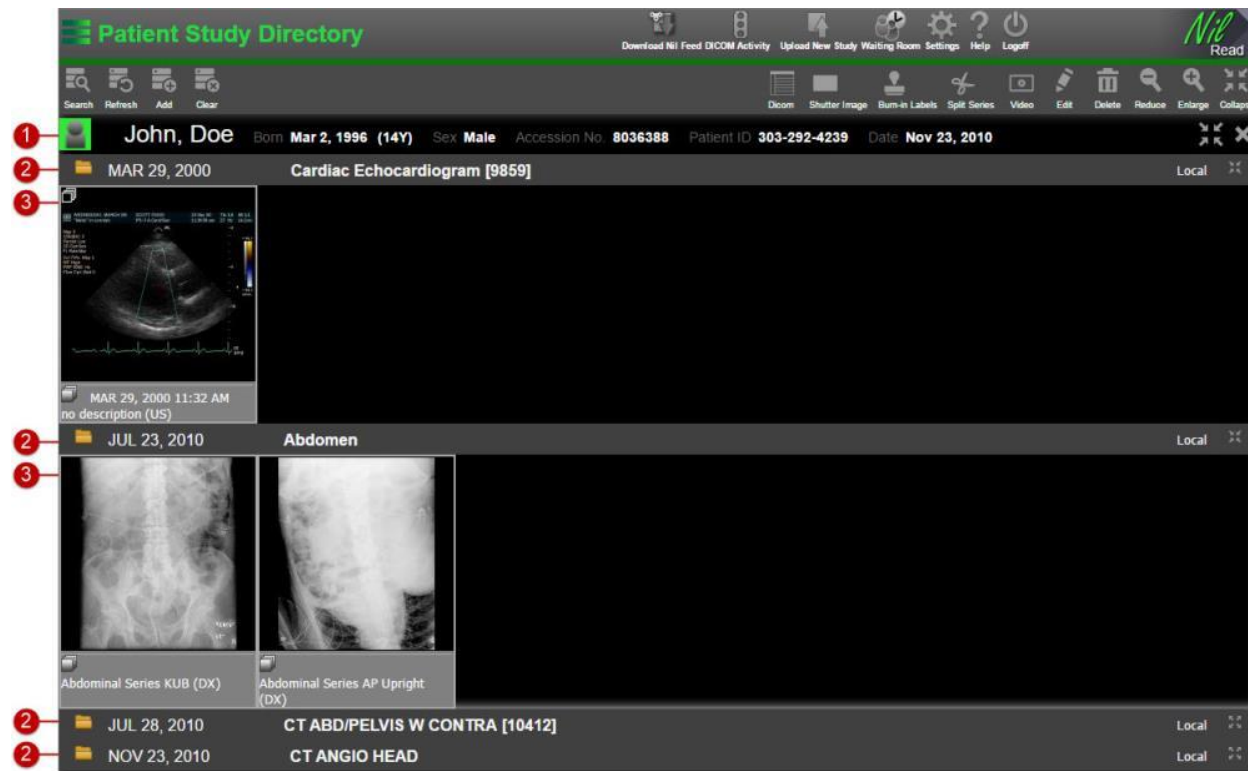 Patient Study Directory
Download Nil Feed DICOM Activity Upload New Study Waiting Room Settings Help Logoff
Nil Read
Search Refresh Add Clear
Dicom Shutter Image Burn-in Labels Split Series Video Edit Delete Reduce Enlarge Collaps
1 John, Doe Born Mar 2, 1996 (14Y) Sex Male Accession No. 8036388 Patient ID 303-292-4239 Date Nov 23, 2010
2 MAR 29, 2000 Cardiac Echocardiogram [9859] Local
3
MAR 29, 2000 11:32 AM
no description (US)
2 JUL 23, 2010 Abdomen Local
3
Abdominal Series KUB (DX)
Abdominal Series AP Upright
(DX)
2 JUL 28, 2010 CT ABD/PELVIS W CONTRA [10412] Local
2 NOV 23, 2010 CT ANGIO HEAD Local